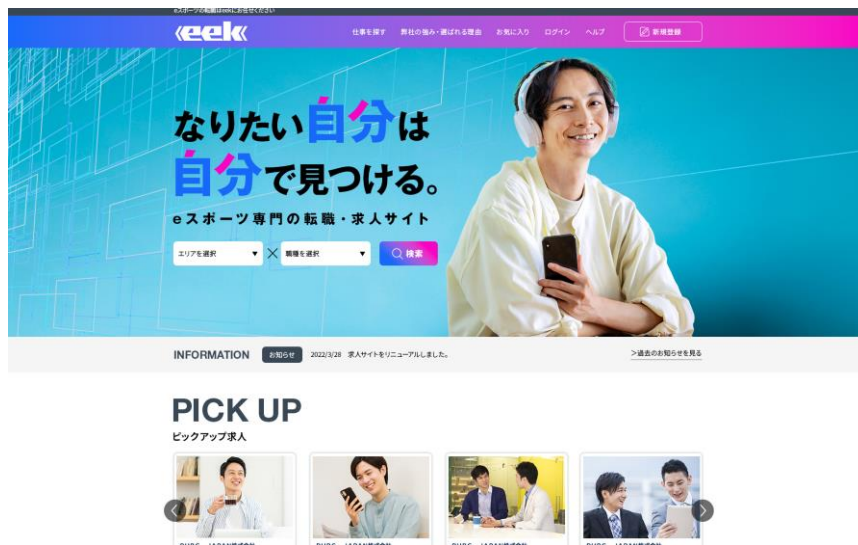 eスポーツの転職はeekにお任せください
eek
仕事を探す 弊社の強み・選ばれる理由 お気に入り ログイン ヘルプ 新規登録
なりたい自分は
自分で見つける。
eスポーツ専門の転職・求人サイト
エリアを選択 ▼ × 職種を選択 ▼ 検索
INFORMATION お知らせ 2022/3/28 求人サイトをリニューアルしました。 >過去のお知らせを見る
PICK UP
ピックアップ求人